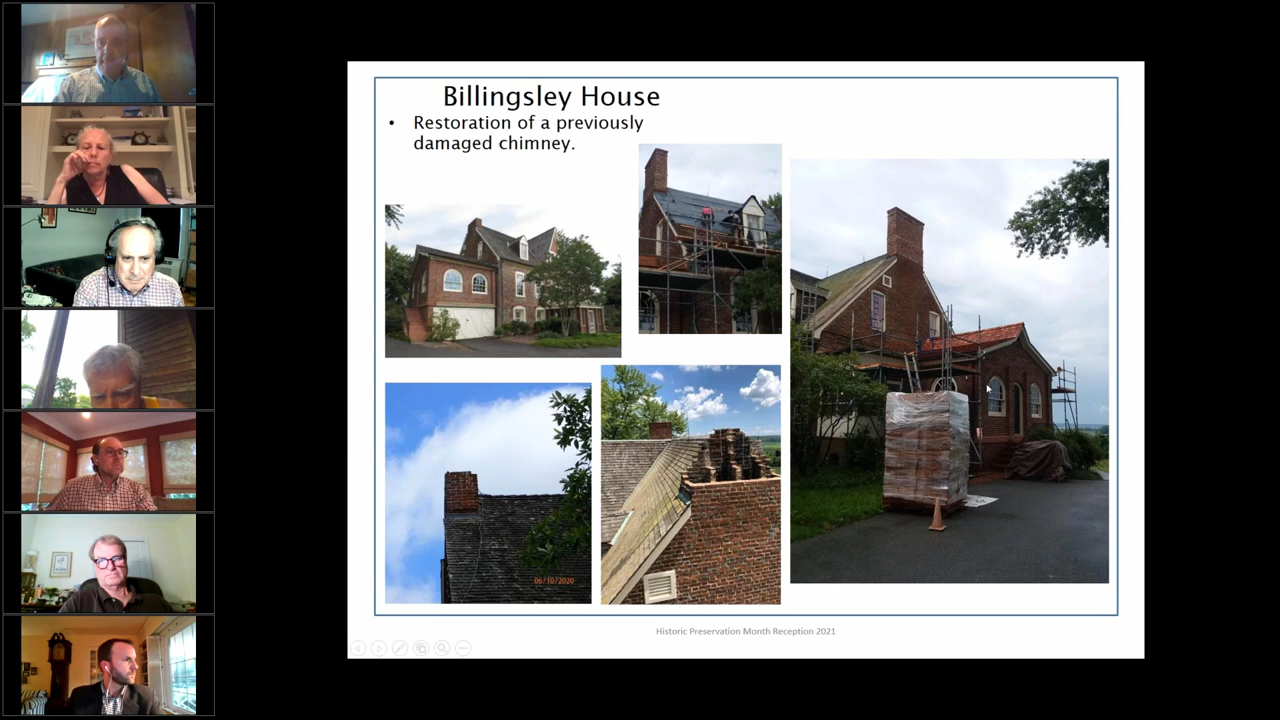 Billingsley House
• Restoration of a previously
damaged chimney.
06/10/2020
Historic Preservation Month Reception 2021